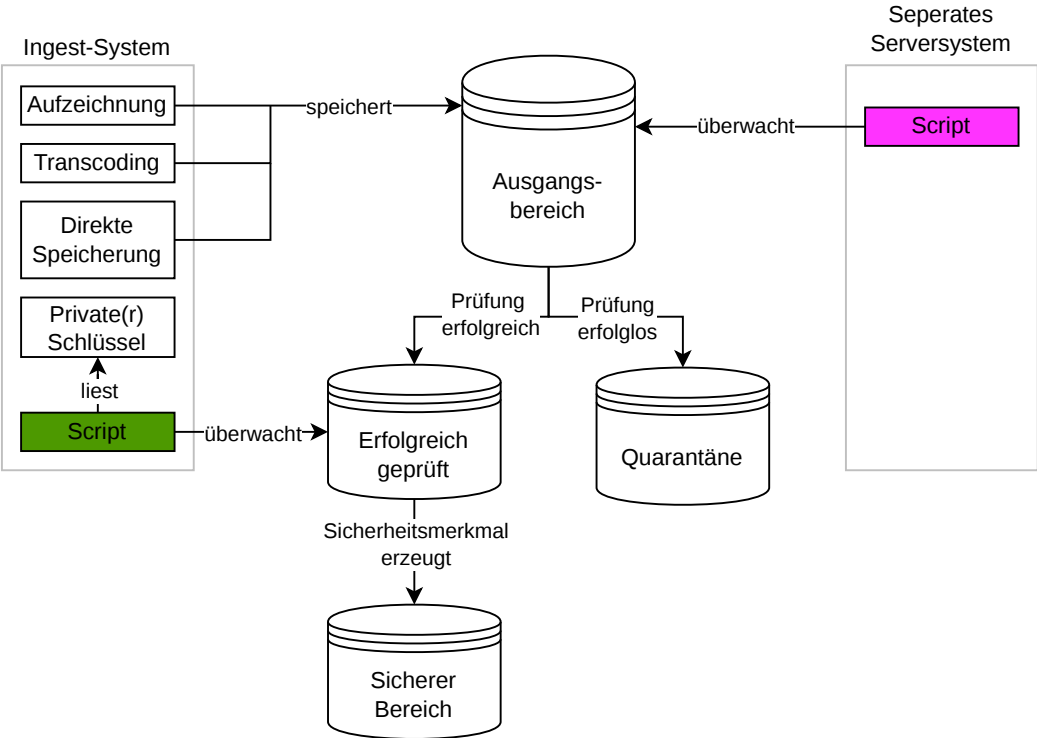 Ingest-System
Seperates
Serversystem
Aufzeichnung
speichert
überwacht
Script
Transcoding
Ausgangs-
bereich
Direkte
Speicherung
Private(r)
Schlüssel
Prüfung
erfolgreich
Prüfung
erfolglos
liest
Script
überwacht
Erfolgreich
geprüft
Quarantäne
Sicherheitsmerkmal
erzeugt
Sicherer
Bereich